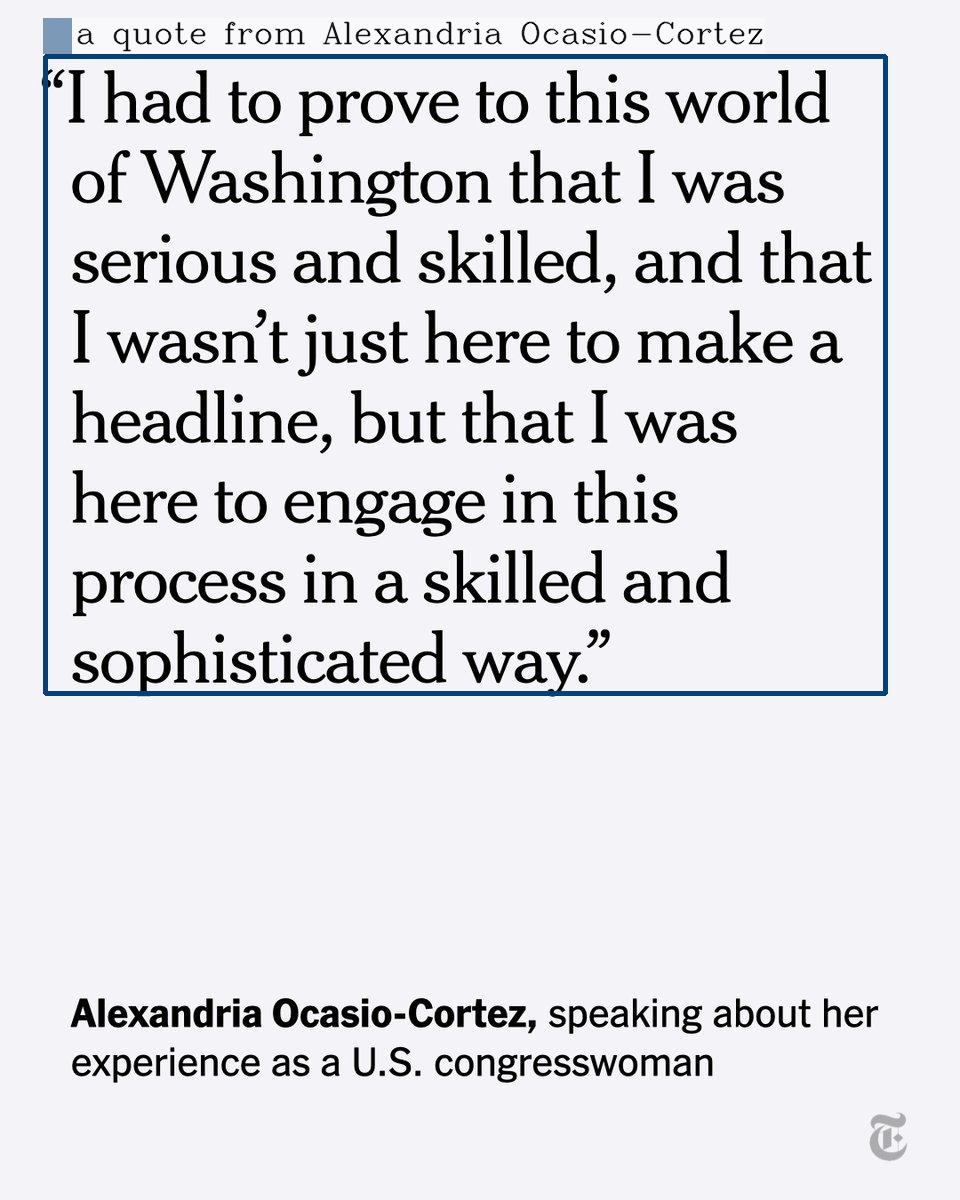 a quote from Alexandria Ocasio-Cortez
“I had to prove to this world
of Washington that I was
serious and skilled, and that
I wasn’t just here to make a
headline, but that I was
here to engage in this
process in a skilled and
sophisticated way.”
Alexandria Ocasio-Cortez, speaking about her
experience as a U.S. congresswoman
T